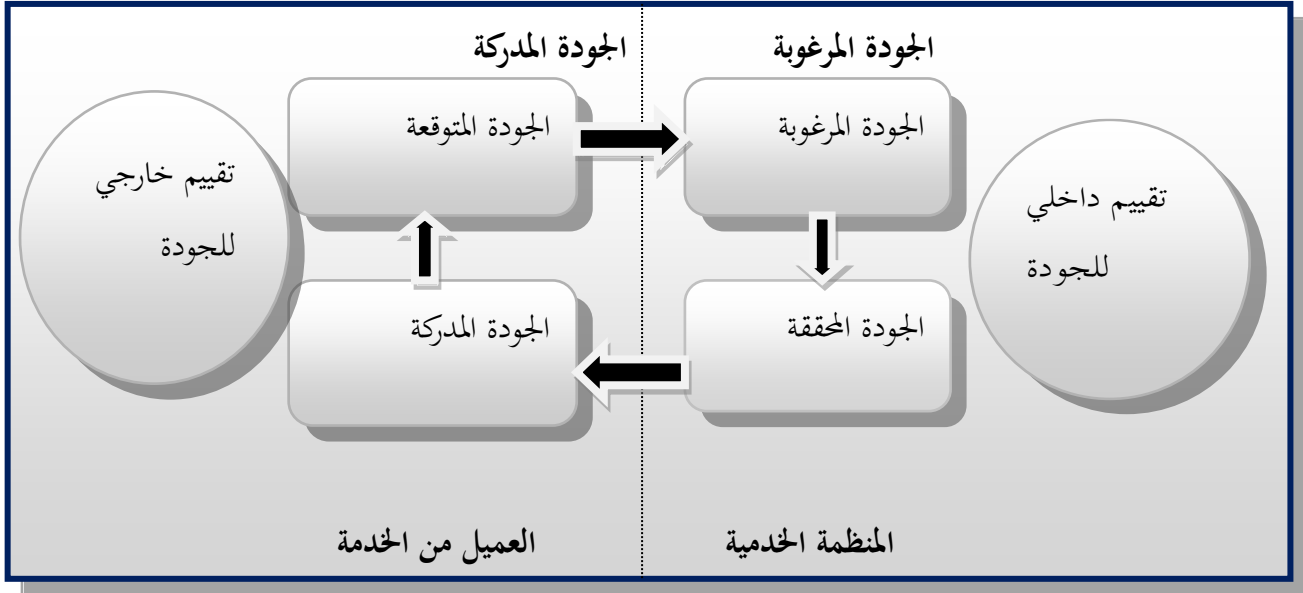 الجودة المرغوبة
الجودة المدركة
الجودة المرغوبة
الجودة المتوقعة
تقييم داخلي
للجودة
تقييم خارجي
للجودة
الجودة المحققة
الجودة المدركة
المنظمة الخدمية
العميل من الخدمة